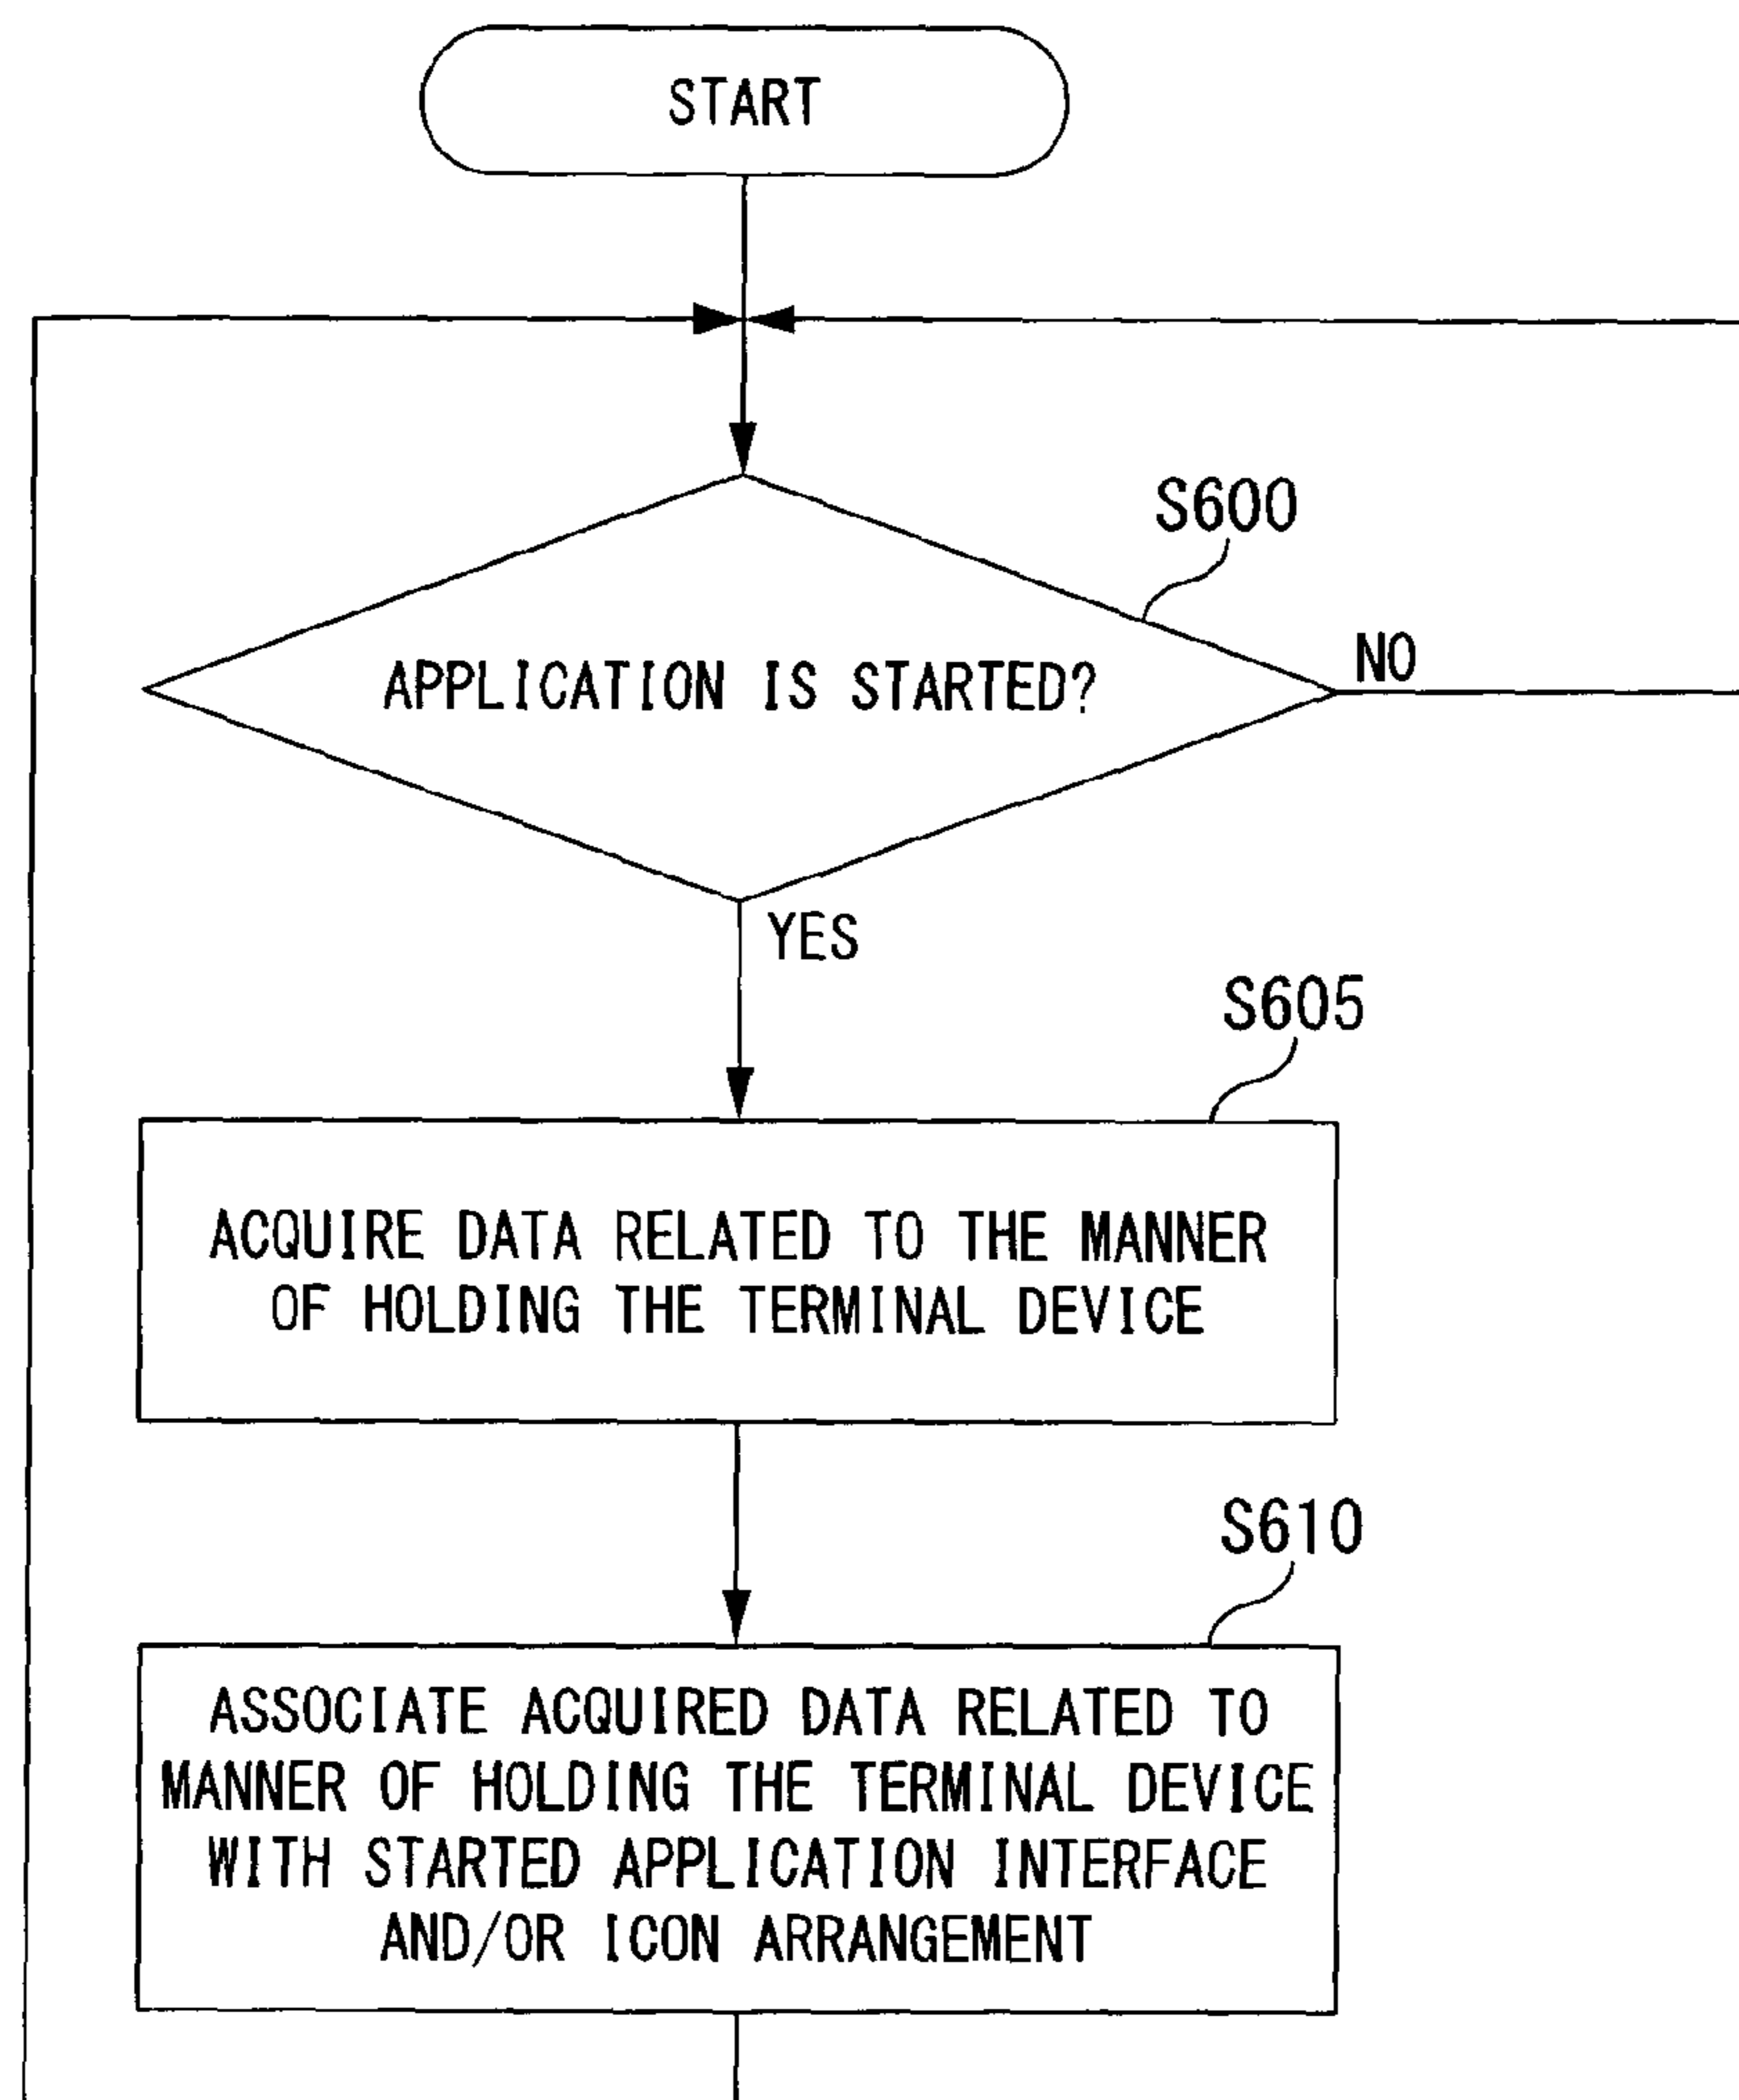 START
S600
APPLICATION IS STARTED?
NO
YES
S605
ACQUIRE DATA RELATED TO THE MANNER
OF HOLDING THE TERMINAL DEVICE
S610
ASSOCIATE ACQUIRED DATA RELATED TO
MANNER OF HOLDING THE TERMINAL DEVICE
WITH STARTED APPLICATION INTERFACE
AND/OR ICON ARRANGEMENT